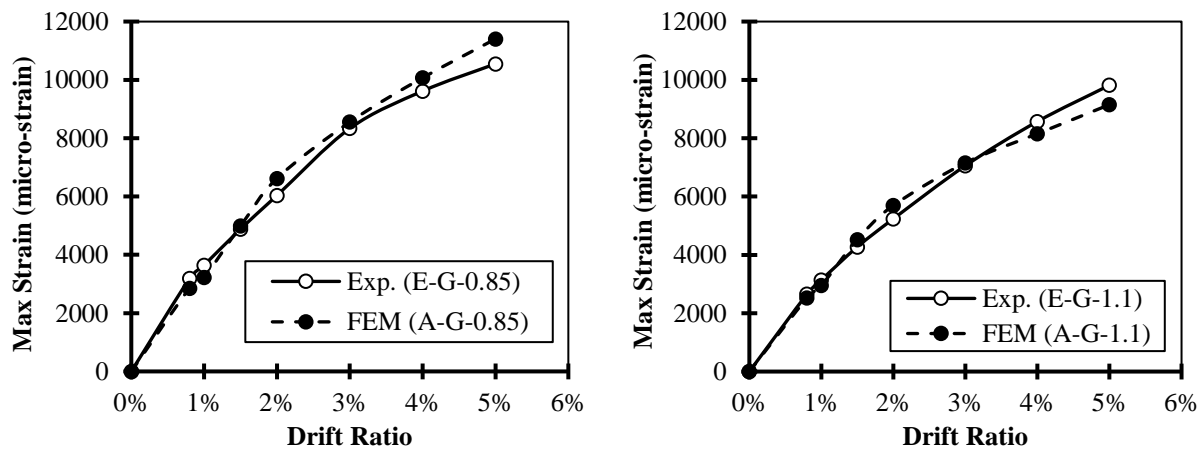 Max Strain (micro-strain)
12000
10000
8000
6000
4000
2000
0
Exp. (E-G-0.85)
FEM (A-G-0.85)
0% 1% 2% 3% 4% 5% 6%
Drift Ratio
Max Strain (micro-strain)
12000
10000
8000
6000
4000
2000
0
Exp. (E-G-1.1)
FEM (A-G-1.1)
0% 1% 2% 3% 4% 5% 6%
Drift Ratio